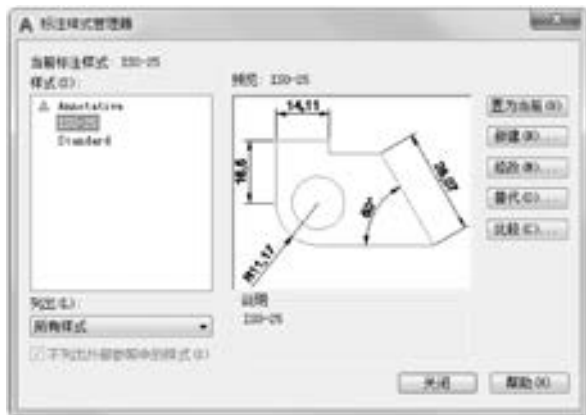 标注样式管理器
当前标注样式: ISO-25
样式(S):
Annotative
ISO-25
Standard
预览: ISO-25
14,11
16,6
28,07
60°
R11,17
置为当前(U)
新建(N)...
修改(M)...
替代(O)...
比较(C)...
列出(L):
所有样式
不列出外部参照中的样式(D)
说明
ISO-25
关闭
帮助(H)